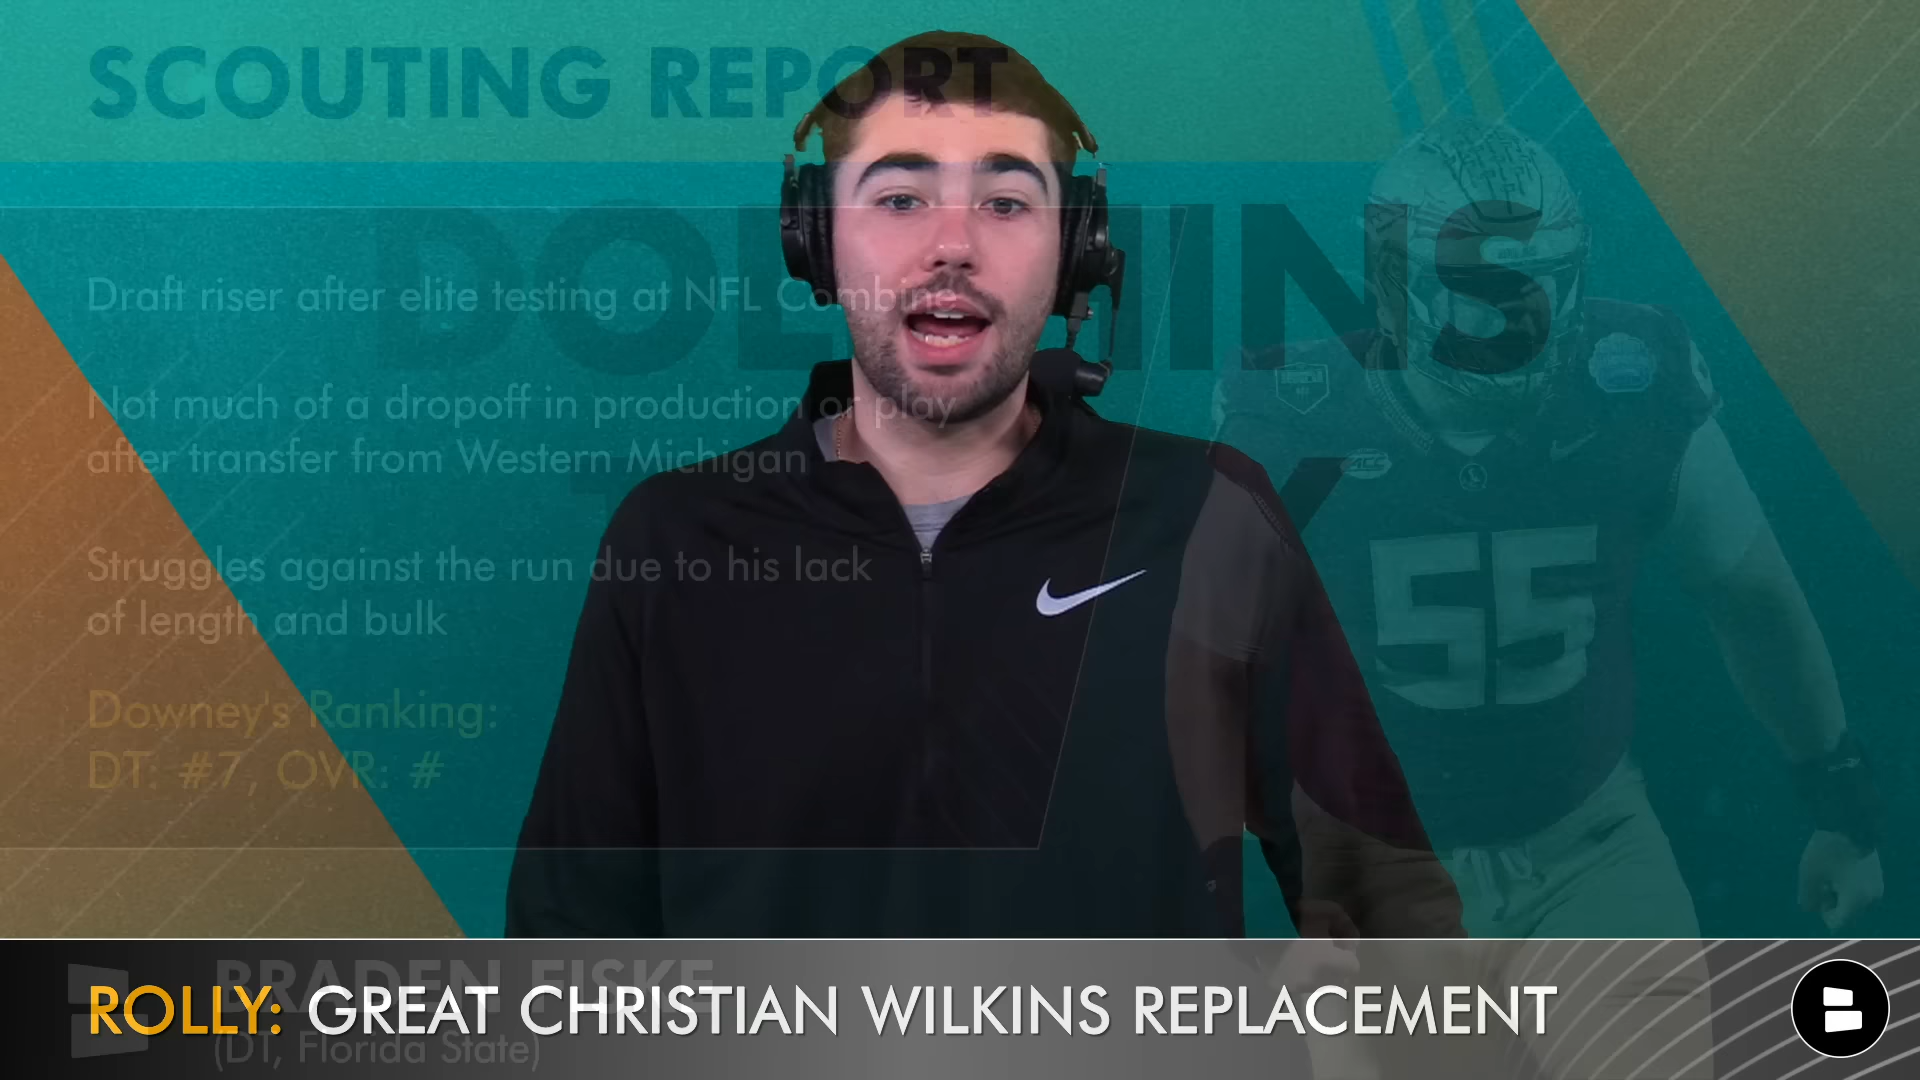 SCOUTING REPORT
DOLPHINS
Draft riser after elite testing at NFL Combine
Not much of a dropoff in production or play
after transfer from Western Michigan
Struggles against the run due to his lack
of length and bulk
Downey's Ranking:
DT: #7, OVR: #
55
ACC
BRADEN FISKE
ROLLY: GREAT CHRISTIAN WILKINS REPLACEMENT
(DT, Florida State)